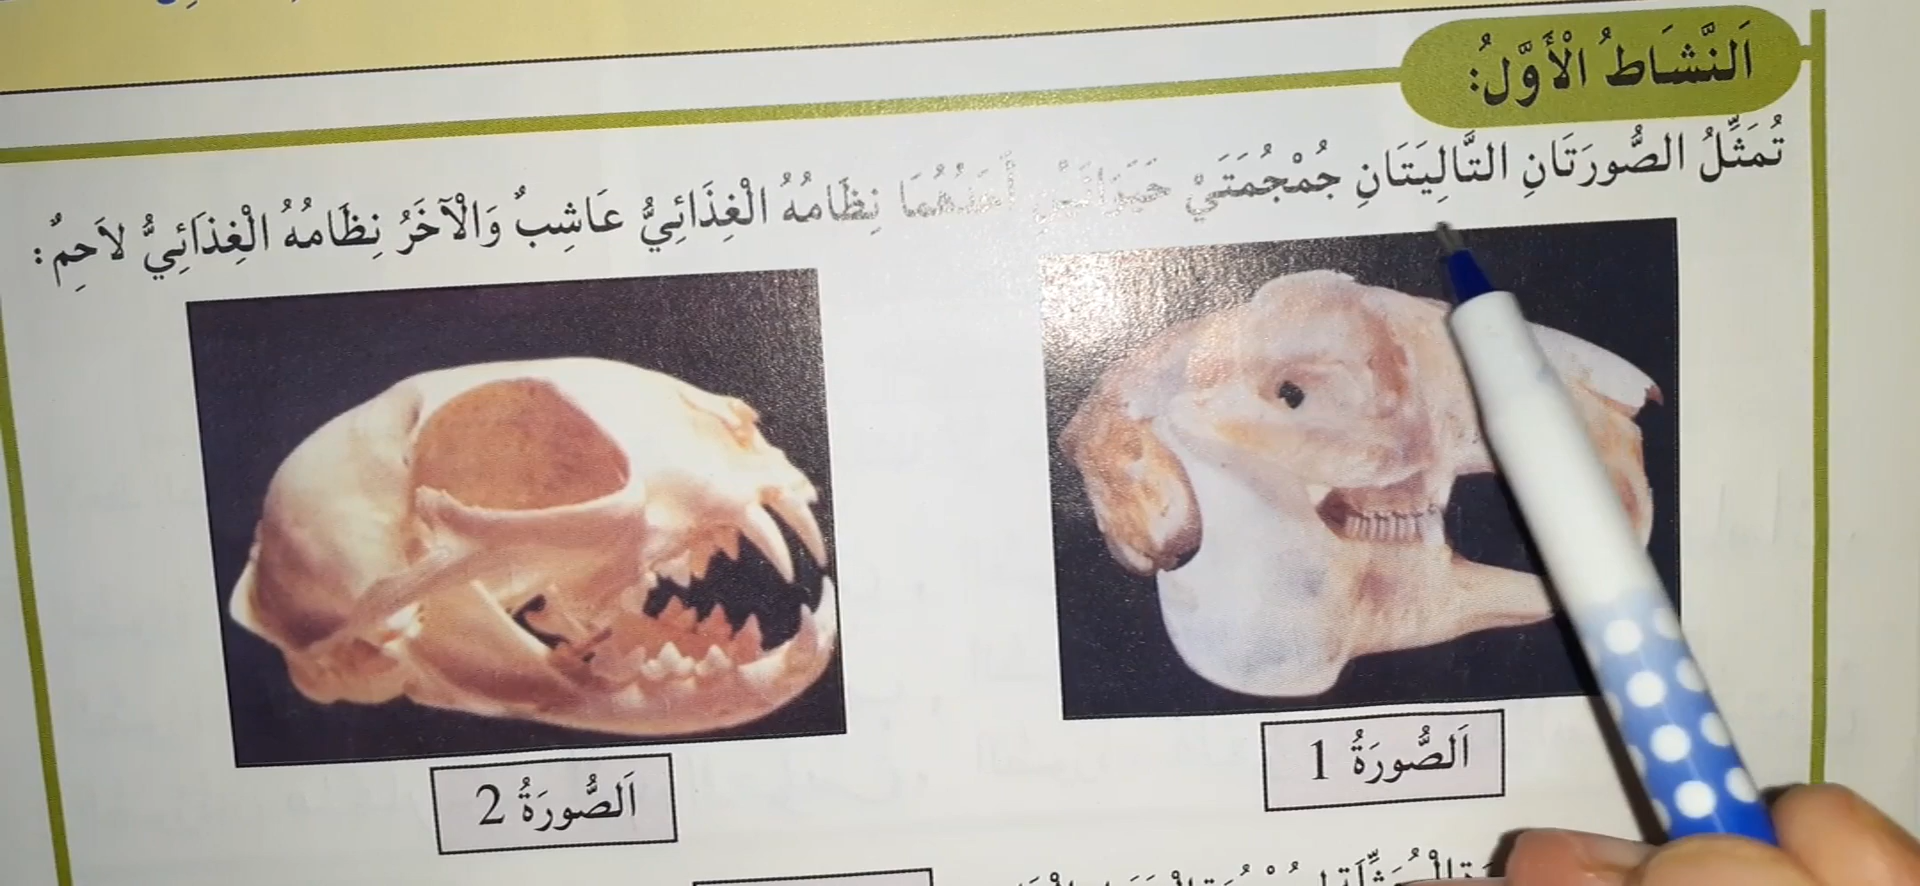 اَلنَّشَاطُ الْأَوَّلُ:
تُمَثِّلُ الصُّورَتَانِ التَّالِيَتَانِ جُمْجُمَتَيْ حَيَوَانَيْنِ أَحَدُهُمَا نِظَامُهُ الْغِذَائِيُّ عَاشِبٌ وَالْآخَرُ نِظَامُهُ الْغِذَائِيُّ لاَحِمٌ:
اَلصُّورَةُ 1
اَلصُّورَةُ 2